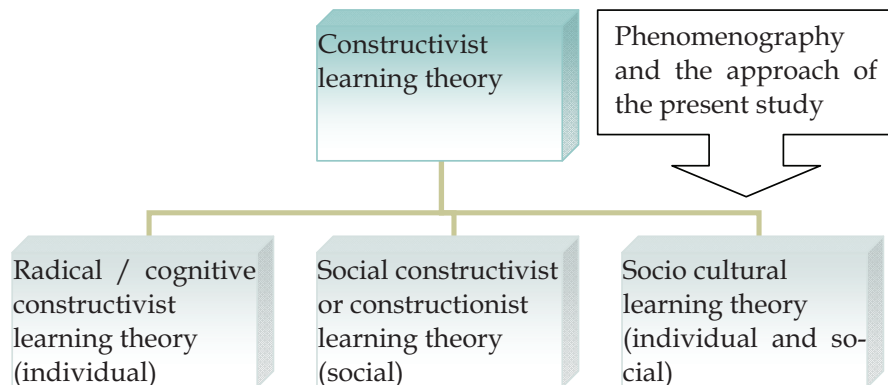 Constructivist
learning theory
Phenomenography
and the approach of
the present study
Radical / cognitive
constructivist
learning theory
(individual)
Social constructivist
or constructionist
learning theory
(social)
Socio cultural
learning theory
(individual and so-
cial)